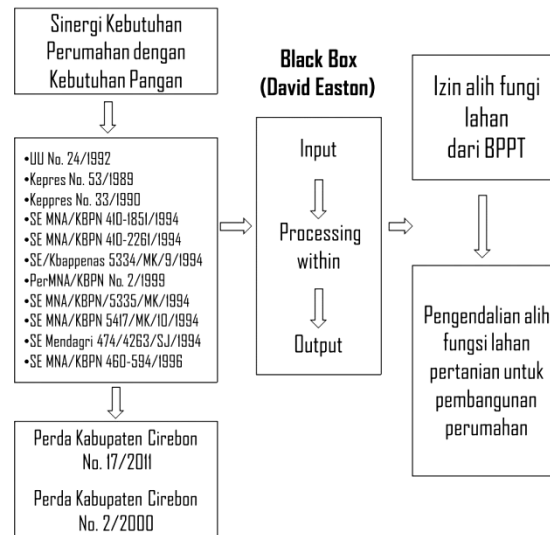 Sinergi Kebutuhan
Perumahan dengan
Kebutuhan Pangan
•UU No. 24/1992
•Kepres No. 53/1989
•Keppres No. 33/1990
•SE MNA/KBPN 410-1851/1994
•SE MNA/KBPN 410-2261/1994
•SE/Kbappenas 5334/MK/9/1994
•PerMNA/KBPN No. 2/1999
•SE MNA/KBPN/5335/MK/1994
•SE MNA/KBPN 5417/MK/10/1994
•SE Mendagri 474/4263/SJ/1994
•SE MNA/KBPN 460-594/1996
Perda Kabupaten Cirebon
No. 17/2011
Perda Kabupaten Cirebon
No. 2/2000
Black Box
(David Easton)
Input
Processing
within
Output
Izin alih fungi
lahan
dari BPPT
Pengendalian alih
fungsi lahan
pertanian untuk
pembangunan
perumahan